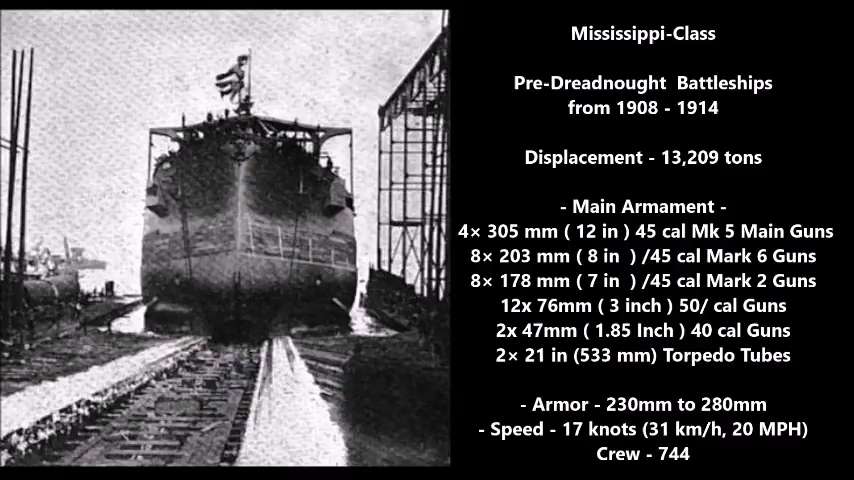 Mississippi-Class
Pre-Dreadnought Battleships
from 1908 - 1914
Displacement - 13,209 tons
- Main Armament -
4× 305 mm ( 12 in ) 45 cal Mk 5 Main Guns
8× 203 mm ( 8 in ) /45 cal Mark 6 Guns
8× 178 mm ( 7 in ) /45 cal Mark 2 Guns
12x 76mm ( 3 inch ) 50/ cal Guns
2x 47mm ( 1.85 Inch ) 40 cal Guns
2× 21 in (533 mm) Torpedo Tubes
- Armor - 230mm to 280mm
- Speed - 17 knots (31 km/h, 20 MPH)
Crew - 744